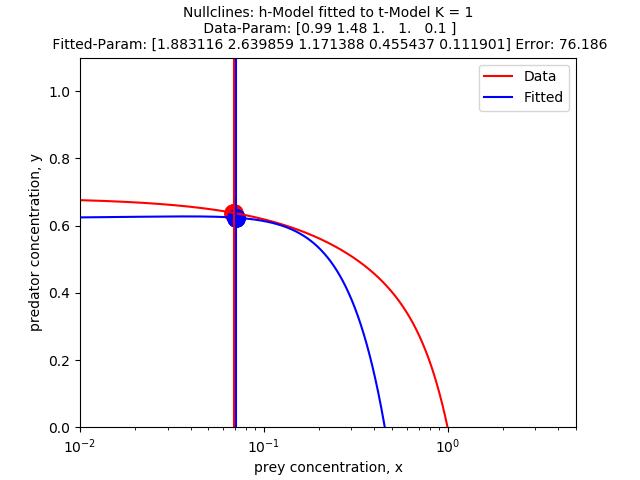 Nullclines: h-Model fitted to t-Model K = 1
Data-Param: [0.99 1.48 1. 1. 0.1 ]
Fitted-Param: [1.883116 2.639859 1.171388 0.455437 0.111901] Error: 76.186
Data
Fitted
predator concentration, y
1.0
0.8
0.6
0.4
0.2
0.0
10⁻² 10⁻¹ 10⁰
prey concentration, x